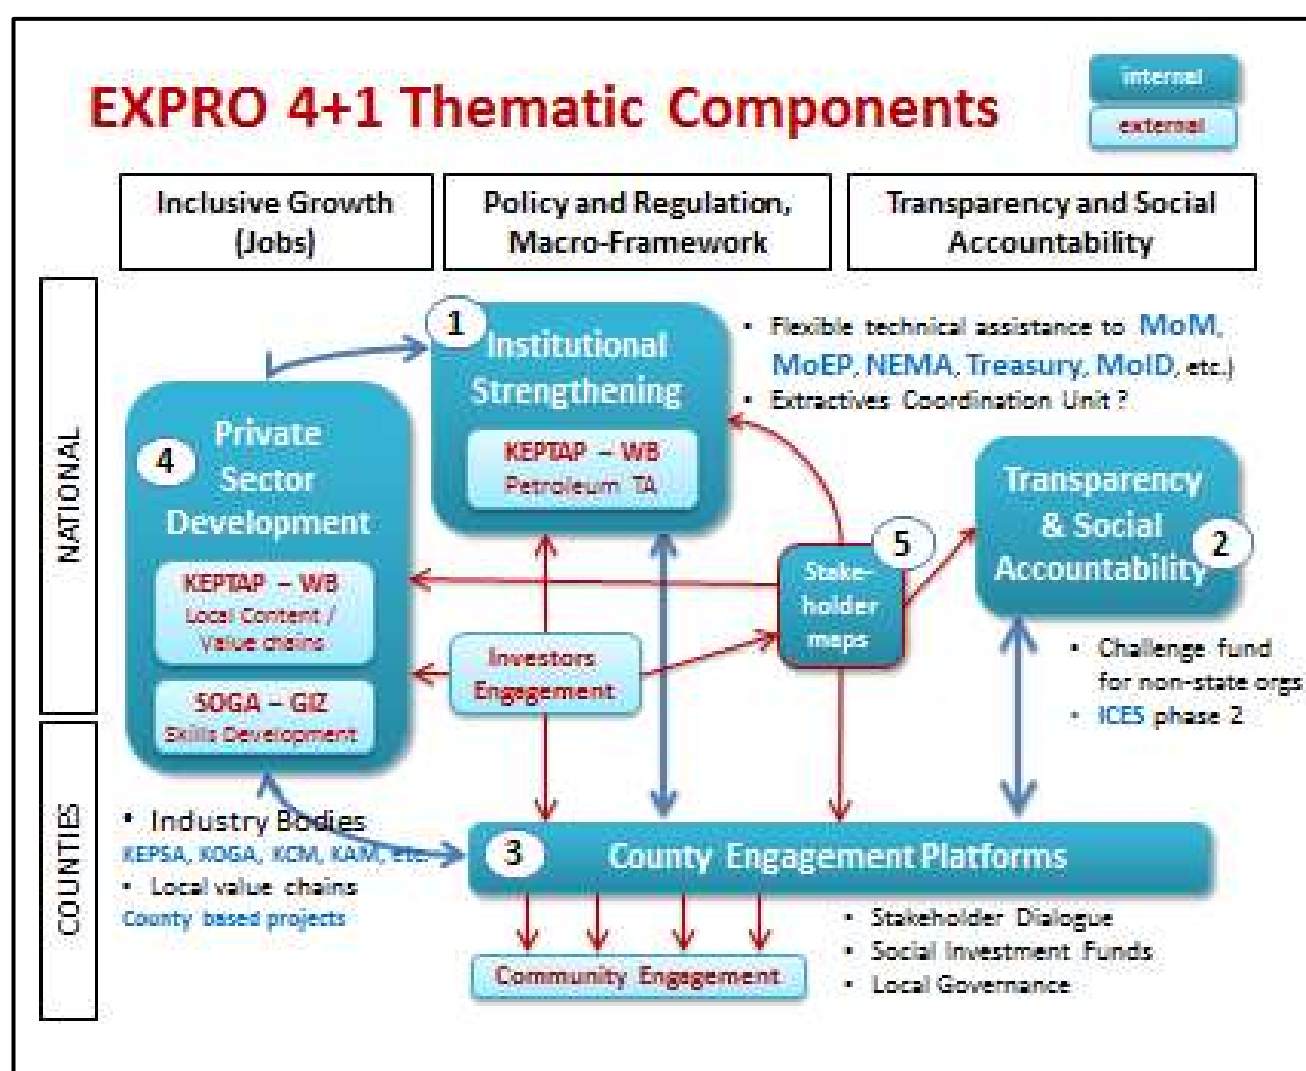 EXPRO 4+1 Thematic Components
internal
external
Inclusive Growth
(Jobs)
Policy and Regulation,
Macro-Framework
Transparency and Social
Accountability
NATIONAL
1
Institutional
Strengthening
KEPTAP – WB
Petroleum TA
• Flexible technical assistance to MoM,
MoEP, NEMA, Treasury, MoID, etc.)
• Extractives Coordination Unit ?
4
Private
Sector
Development
KEPTAP – WB
Local Content /
Value chains
SOGA – GIZ
Skills Development
Investors
Engagement
5
Stake-
holder
maps
Transparency
& Social
Accountability
2
• Challenge fund
for non-state orgs
• ICES phase 2
COUNTIES
• Industry Bodies
KEPSA, KOGA, KCM, KAM, etc.
• Local value chains
County based projects
3
County Engagement Platforms
Community Engagement
• Stakeholder Dialogue
• Social Investment Funds
• Local Governance